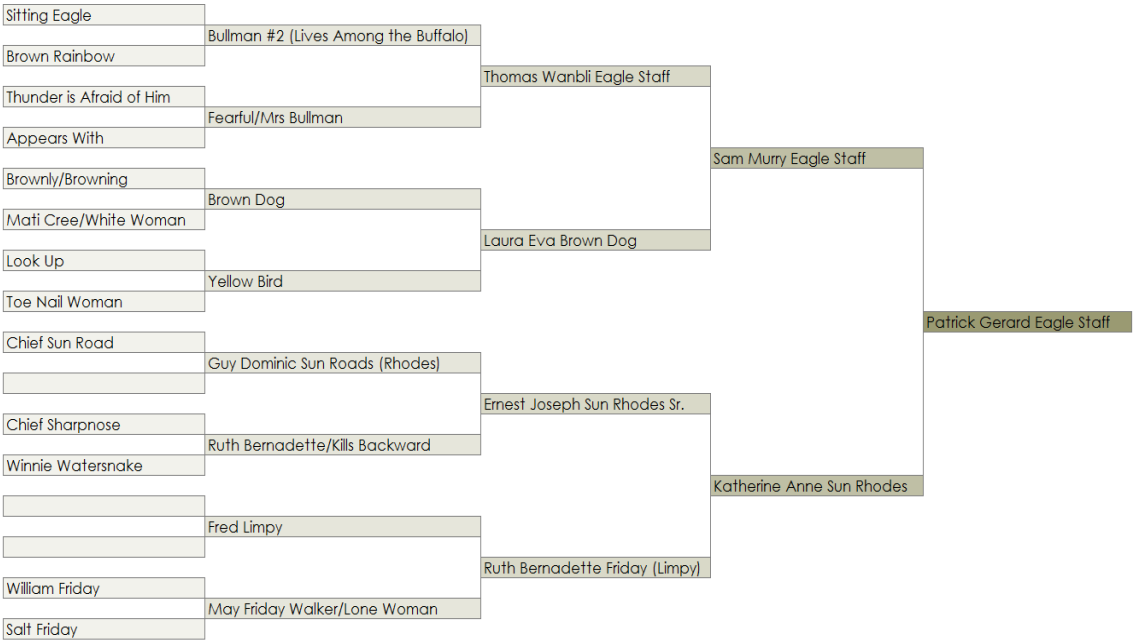 Sitting Eagle
Bullman #2 (Lives Among the Buffalo)
Brown Rainbow
Thomas Wanbli Eagle Staff
Thunder is Afraid of Him
Fearful/Mrs Bullman
Appears With
Sam Murry Eagle Staff
Brownly/Browning
Brown Dog
Mati Cree/White Woman
Laura Eva Brown Dog
Look Up
Yellow Bird
Toe Nail Woman
Patrick Gerard Eagle Staff
Chief Sun Road
Guy Dominic Sun Roads (Rhodes)
Ernest Joseph Sun Rhodes Sr.
Chief Sharpnose
Ruth Bernadette/Kills Backward
Winnie Watersnake
Katherine Anne Sun Rhodes
Fred Limpy
Ruth Bernadette Friday (Limpy)
William Friday
May Friday Walker/Lone Woman
Salt Friday